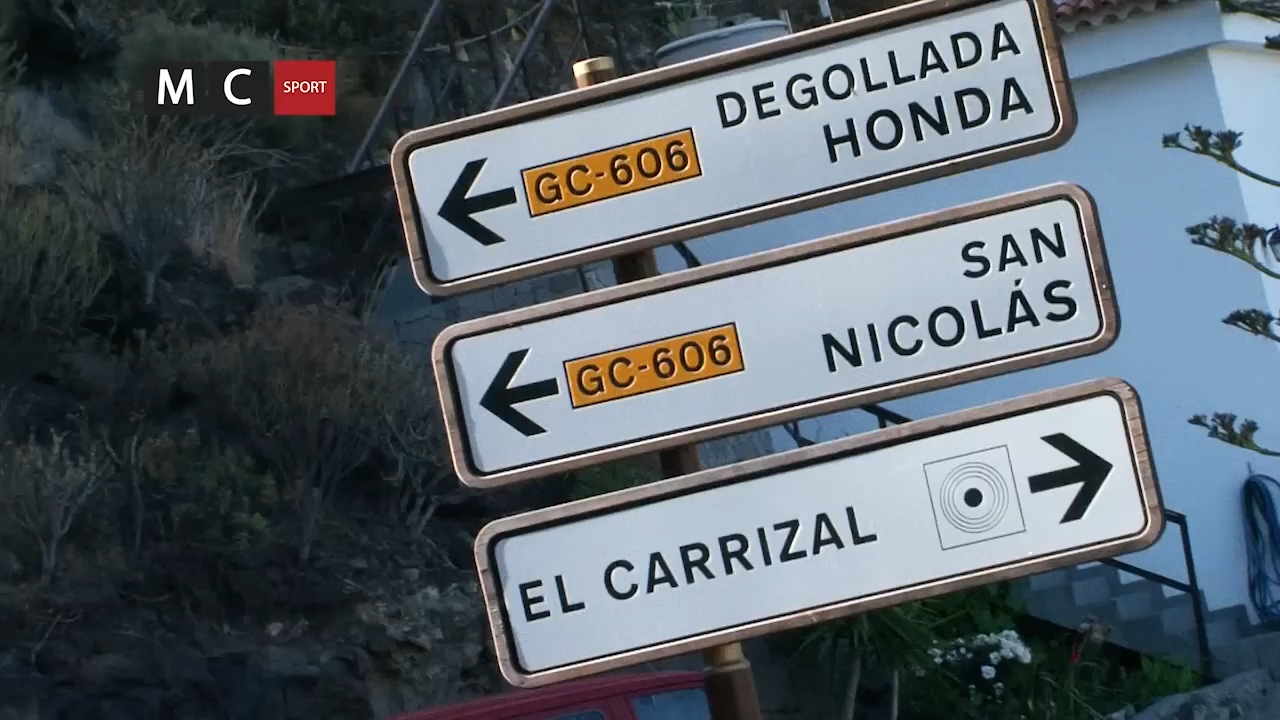 M C SPORT
DEGOLLADA
GC-606 HONDA
SAN
GC-606 NICOLÁS
EL CARRIZAL